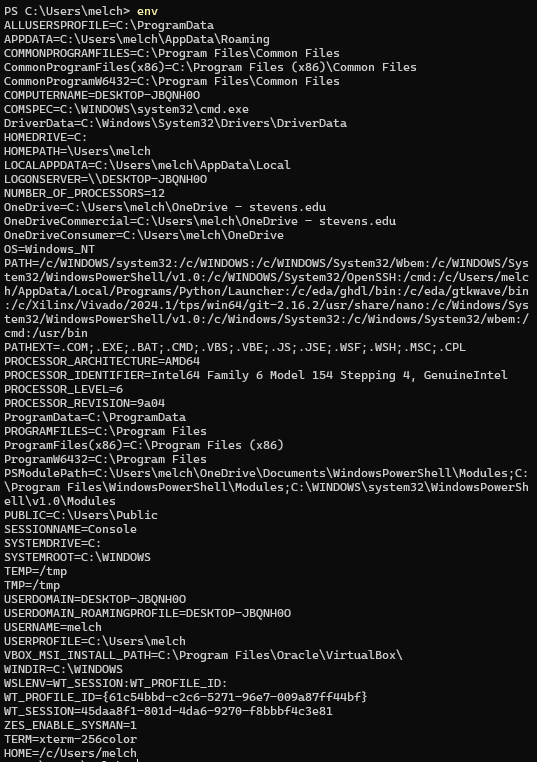 PS C:\Users\melch> env
ALLUSERSPROFILE=C:\ProgramData
APPDATA=C:\Users\melch\AppData\Roaming
COMMONPROGRAMFILES=C:\Program Files\Common Files
CommonProgramFiles(x86)=C:\Program Files (x86)\Common Files
CommonProgramW6432=C:\Program Files\Common Files
COMPUTERNAME=DESKTOP-JBQNH0O
COMSPEC=C:\WINDOWS\system32\cmd.exe
DriverData=C:\Windows\System32\Drivers\DriverData
HOMEDRIVE=C:
HOMEPATH=\Users\melch
LOCALAPPDATA=C:\Users\melch\AppData\Local
LOGONSERVER=\\DESKTOP-JBQNH0O
NUMBER_OF_PROCESSORS=12
OneDrive=C:\Users\melch\OneDrive - stevens.edu
OneDriveCommercial=C:\Users\melch\OneDrive - stevens.edu
OneDriveConsumer=C:\Users\melch\OneDrive
OS=Windows_NT
PATH=/c/WINDOWS/system32:/c/WINDOWS:/c/WINDOWS/System32/Wbem:/c/WINDOWS/Sys
tem32/WindowsPowerShell/v1.0:/c/WINDOWS/System32/OpenSSH:/cmd:/c/Users/melc
h/AppData/Local/Programs/Python/Launcher:/c/eda/ghdl/bin:/c/eda/gtkwave/bin
:/c/Xilinx/Vivado/2024.1/tps/win64/git-2.16.2/usr/share/nano:/c/Windows/Sys
tem32/WindowsPowerShell/v1.0:/c/Windows/System32:/c/Windows/System32/wbem:/
cmd:/usr/bin
PATHEXT=.COM;.EXE;.BAT;.CMD;.VBS;.VBE;.JS;.JSE;.WSF;.WSH;.MSC;.CPL
PROCESSOR_ARCHITECTURE=AMD64
PROCESSOR_IDENTIFIER=Intel64 Family 6 Model 154 Stepping 4, GenuineIntel
PROCESSOR_LEVEL=6
PROCESSOR_REVISION=9a04
ProgramData=C:\ProgramData
PROGRAMFILES=C:\Program Files
ProgramFiles(x86)=C:\Program Files (x86)
ProgramW6432=C:\Program Files
PSModulePath=C:\Users\melch\OneDrive\Documents\WindowsPowerShell\Modules;C:
\Program Files\WindowsPowerShell\Modules;C:\WINDOWS\system32\WindowsPowerSh
ell\v1.0\Modules
PUBLIC=C:\Users\Public
SESSIONNAME=Console
SYSTEMDRIVE=C:
SYSTEMROOT=C:\WINDOWS
TEMP=/tmp
TMP=/tmp
USERDOMAIN=DESKTOP-JBQNH0O
USERDOMAIN_ROAMINGPROFILE=DESKTOP-JBQNH0O
USERNAME=melch
USERPROFILE=C:\Users\melch
VBOX_MSI_INSTALL_PATH=C:\Program Files\Oracle\VirtualBox\
WINDIR=C:\WINDOWS
WSLENV=WT_SESSION:WT_PROFILE_ID:
WT_PROFILE_ID={61c54bbd-c2c6-5271-96e7-009a87ff44bf}
WT_SESSION=45daa8f1-801d-4da6-9270-f8bbbf4c3e81
ZES_ENABLE_SYSMAN=1
TERM=xterm-256color
HOME=/c/Users/melch